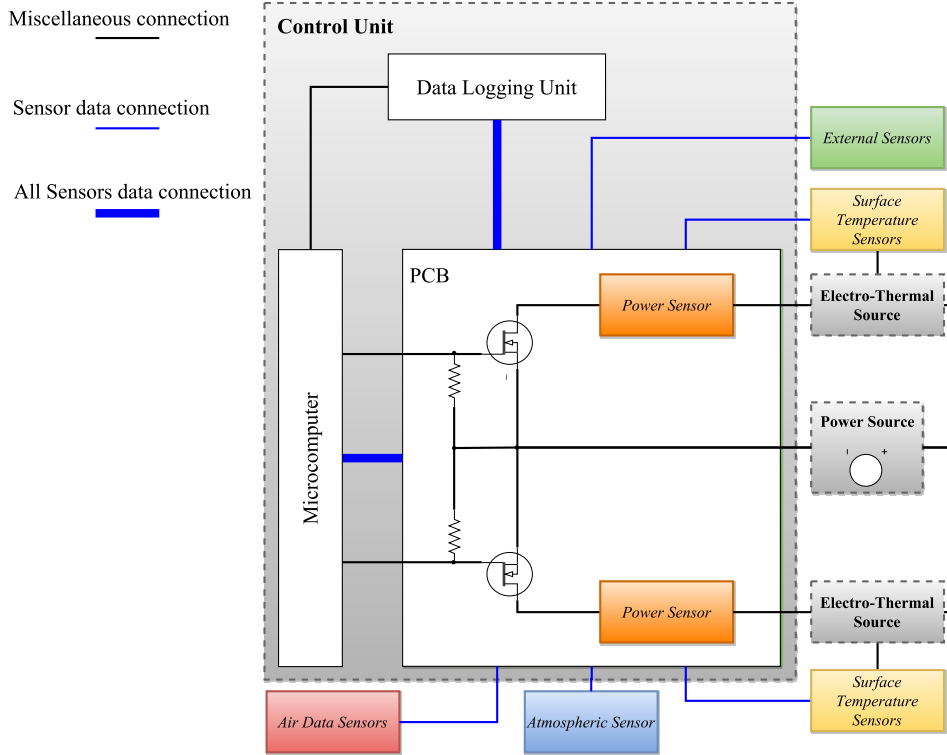 Miscellaneous connection
Sensor data connection
All Sensors data connection
Control Unit
Data Logging Unit
External Sensors
Surface
Temperature
Sensors
PCB
Power Sensor
Electro-Thermal
Source
Microcomputer
Power Source
- +
Power Sensor
Electro-Thermal
Source
Air Data Sensors
Atmospheric Sensor
Surface
Temperature
Sensors